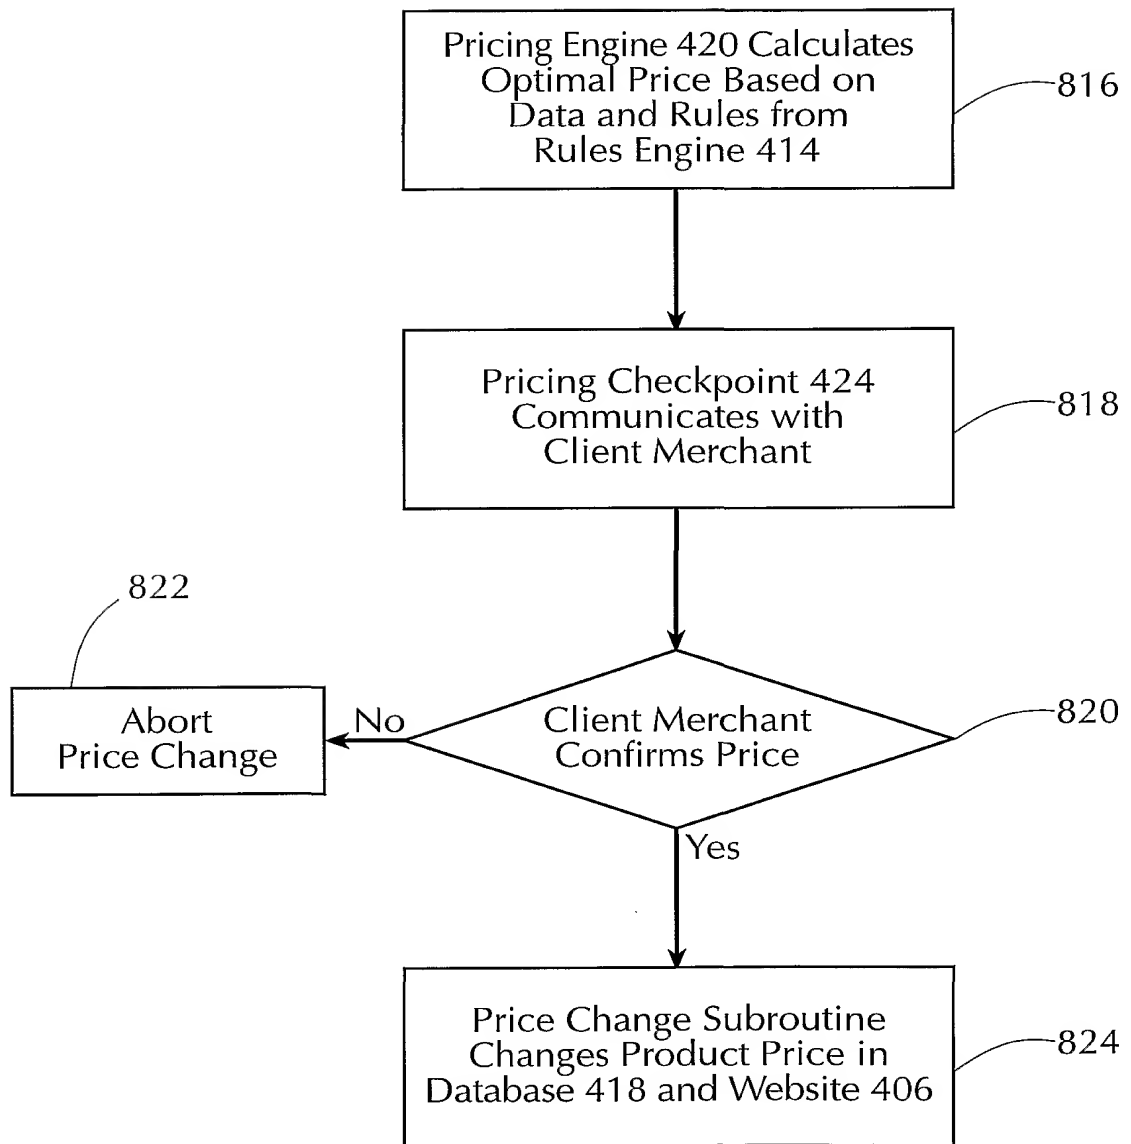 Pricing Engine 420 Calculates
Optimal Price Based on
Data and Rules from
Rules Engine 414
816
Pricing Checkpoint 424
Communicates with
Client Merchant
818
822
Abort
Price Change
No
Client Merchant
Confirms Price
820
Yes
Price Change Subroutine
Changes Product Price in
Database 418 and Website 406
824